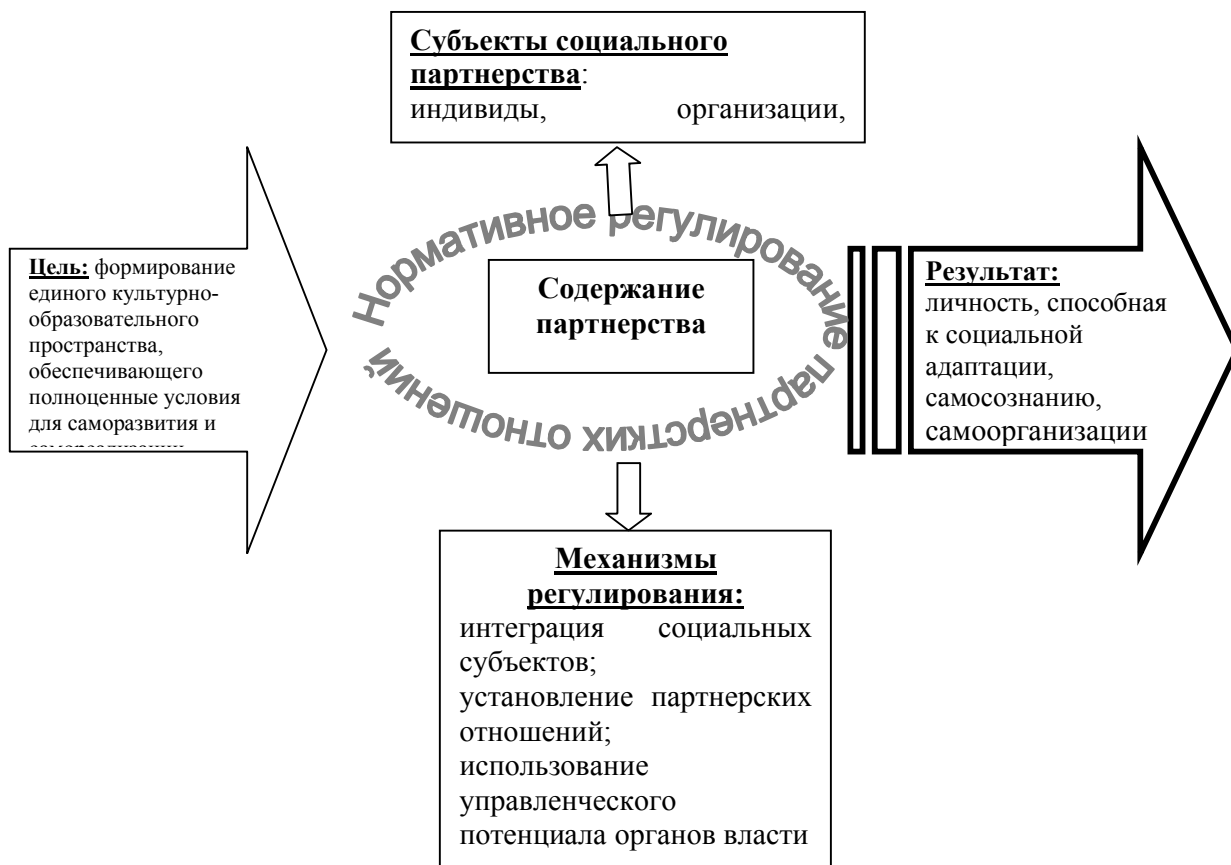 Субъекты социального
партнерства:
индивиды, организации,
Цель: формирование
единого культурно-
образовательного
пространства,
обеспечивающего
полноценные условия
для саморазвития и
Нормативное регулирование партнерстких отношений
Содержание
партнерства
Результат:
личность, способная
к социальной
адаптации,
самосознанию,
самоорганизации
Механизмы
регулирования:
интеграция социальных
субъектов;
установление партнерских
отношений;
использование
управленческого
потенциала органов власти